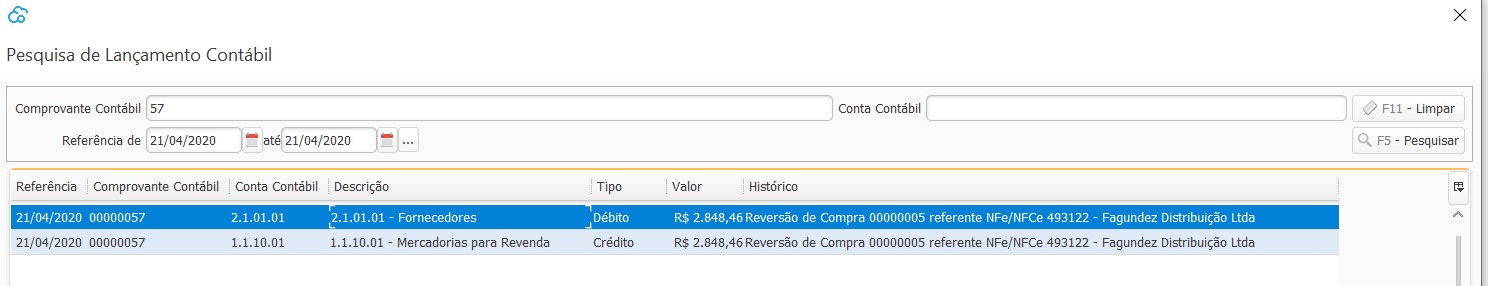 Pesquisa de Lançamento Contábil
Comprovante Contábil 57 Conta Contábil F11 - Limpar
Referência de 21/04/2020 até 21/04/2020 ... F5 - Pesquisar
Referência Comprovante Contábil Conta Contábil Descrição Tipo Valor Histórico
21/04/2020 00000057 2.1.01.01 2.1.01.01 - Fornecedores Débito R$ 2.848,46 Reversão de Compra 00000005 referente NFe/NFCe 493122 - Fagundez Distribuição Ltda
21/04/2020 00000057 1.1.10.01 1.1.10.01 - Mercadorias para Revenda Crédito R$ 2.848,46 Reversão de Compra 00000005 referente NFe/NFCe 493122 - Fagundez Distribuição Ltda